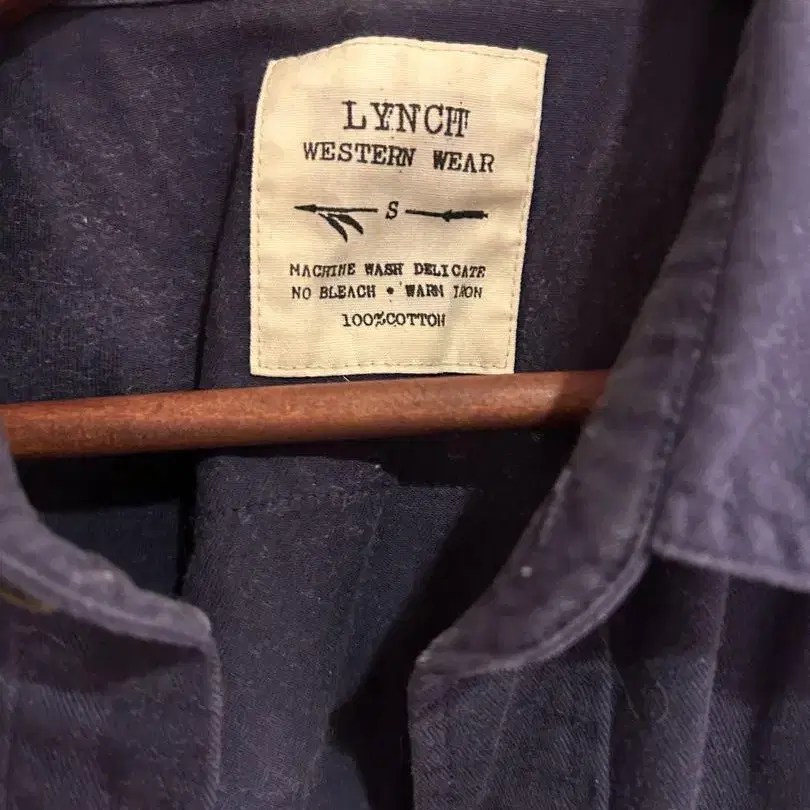 LYNCH
WESTERN WEAR
S
MACHINE WASH DELICATE
NO BLEACH • WARM IRON
100%COTTON